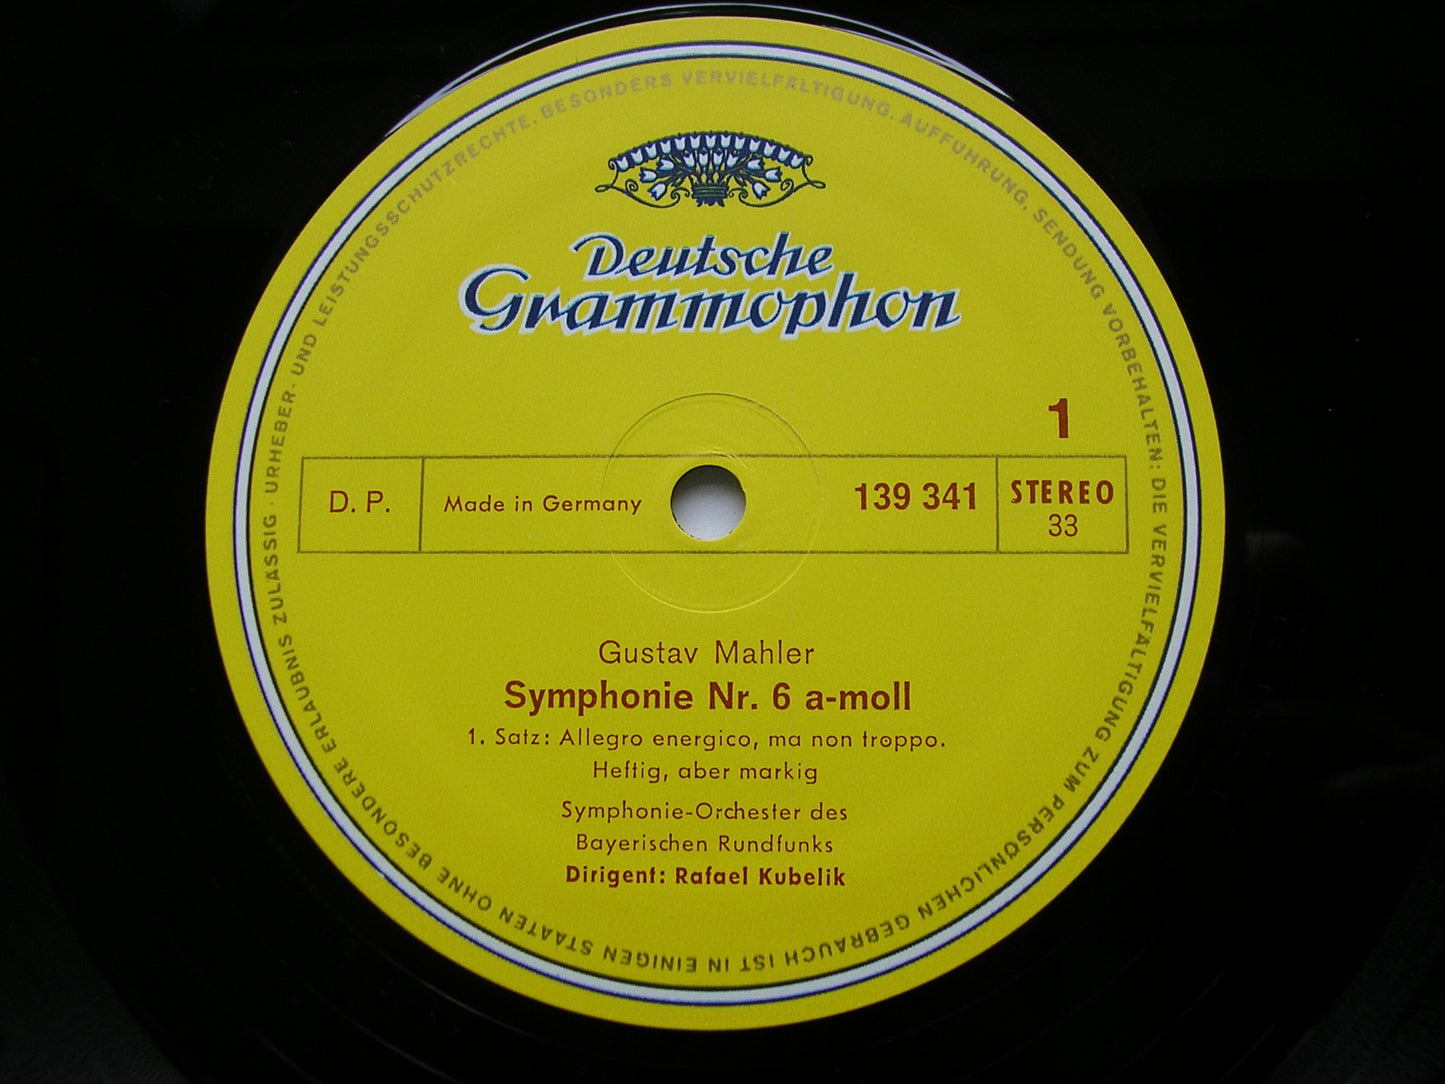 URHEBER- UND LEISTUNGSSCHUTZRECHTE, BESONDERS VERVIELFÄLTIGUNG, AUFFÜHRUNG, SENDUNG VORBEHALTEN; DIE VERVIELFÄLTIGUNG ZUM PERSÖNLICHEN GEBRAUCH IST IN EINIGEN STAATEN OHNE BESONDERE ERLAUBNIS ZULÄSSIG ·
Deutsche
Grammophon
1
D. P.
Made in Germany
139 341
STEREO
33
Gustav Mahler
Symphonie Nr. 6 a-moll
1. Satz: Allegro energico, ma non troppo.
Heftig, aber markig
Symphonie-Orchester des
Bayerischen Rundfunks
Dirigent: Rafael Kubelik